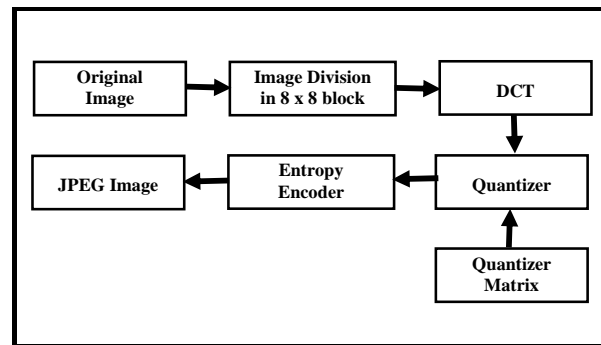 Original
Image
Image Division
in 8 x 8 block
DCT
JPEG Image
Entropy
Encoder
Quantizer
Quantizer
Matrix